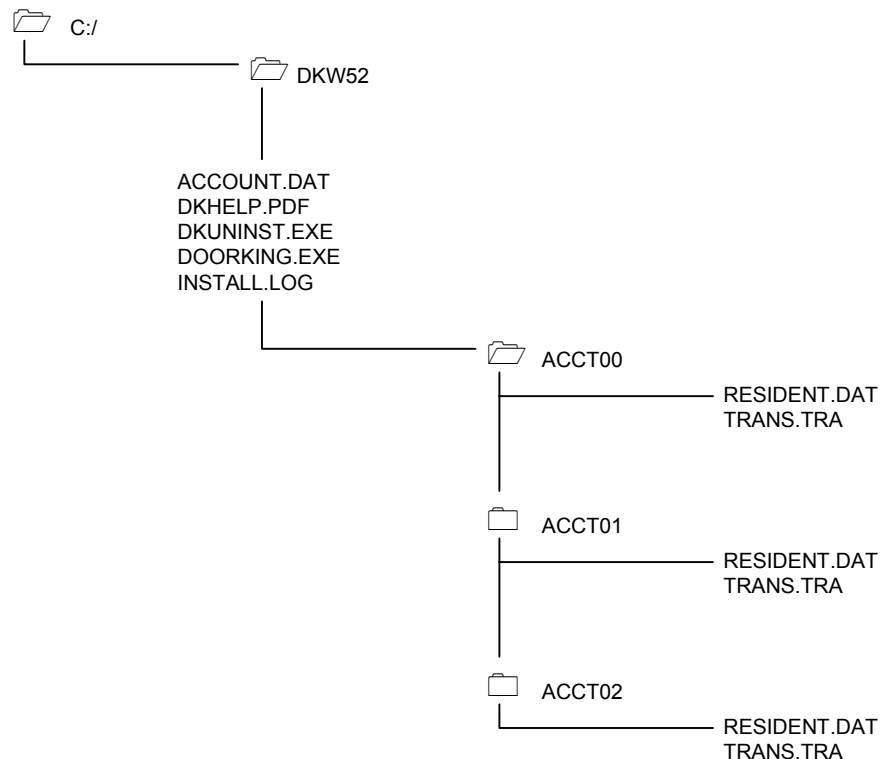 C:/
DKW52
ACCOUNT.DAT
DKHELP.PDF
DKUNINST.EXE
DOORKING.EXE
INSTALL.LOG
ACCT00
RESIDENT.DAT
TRANS.TRA
ACCT01
RESIDENT.DAT
TRANS.TRA
ACCT02
RESIDENT.DAT
TRANS.TRA